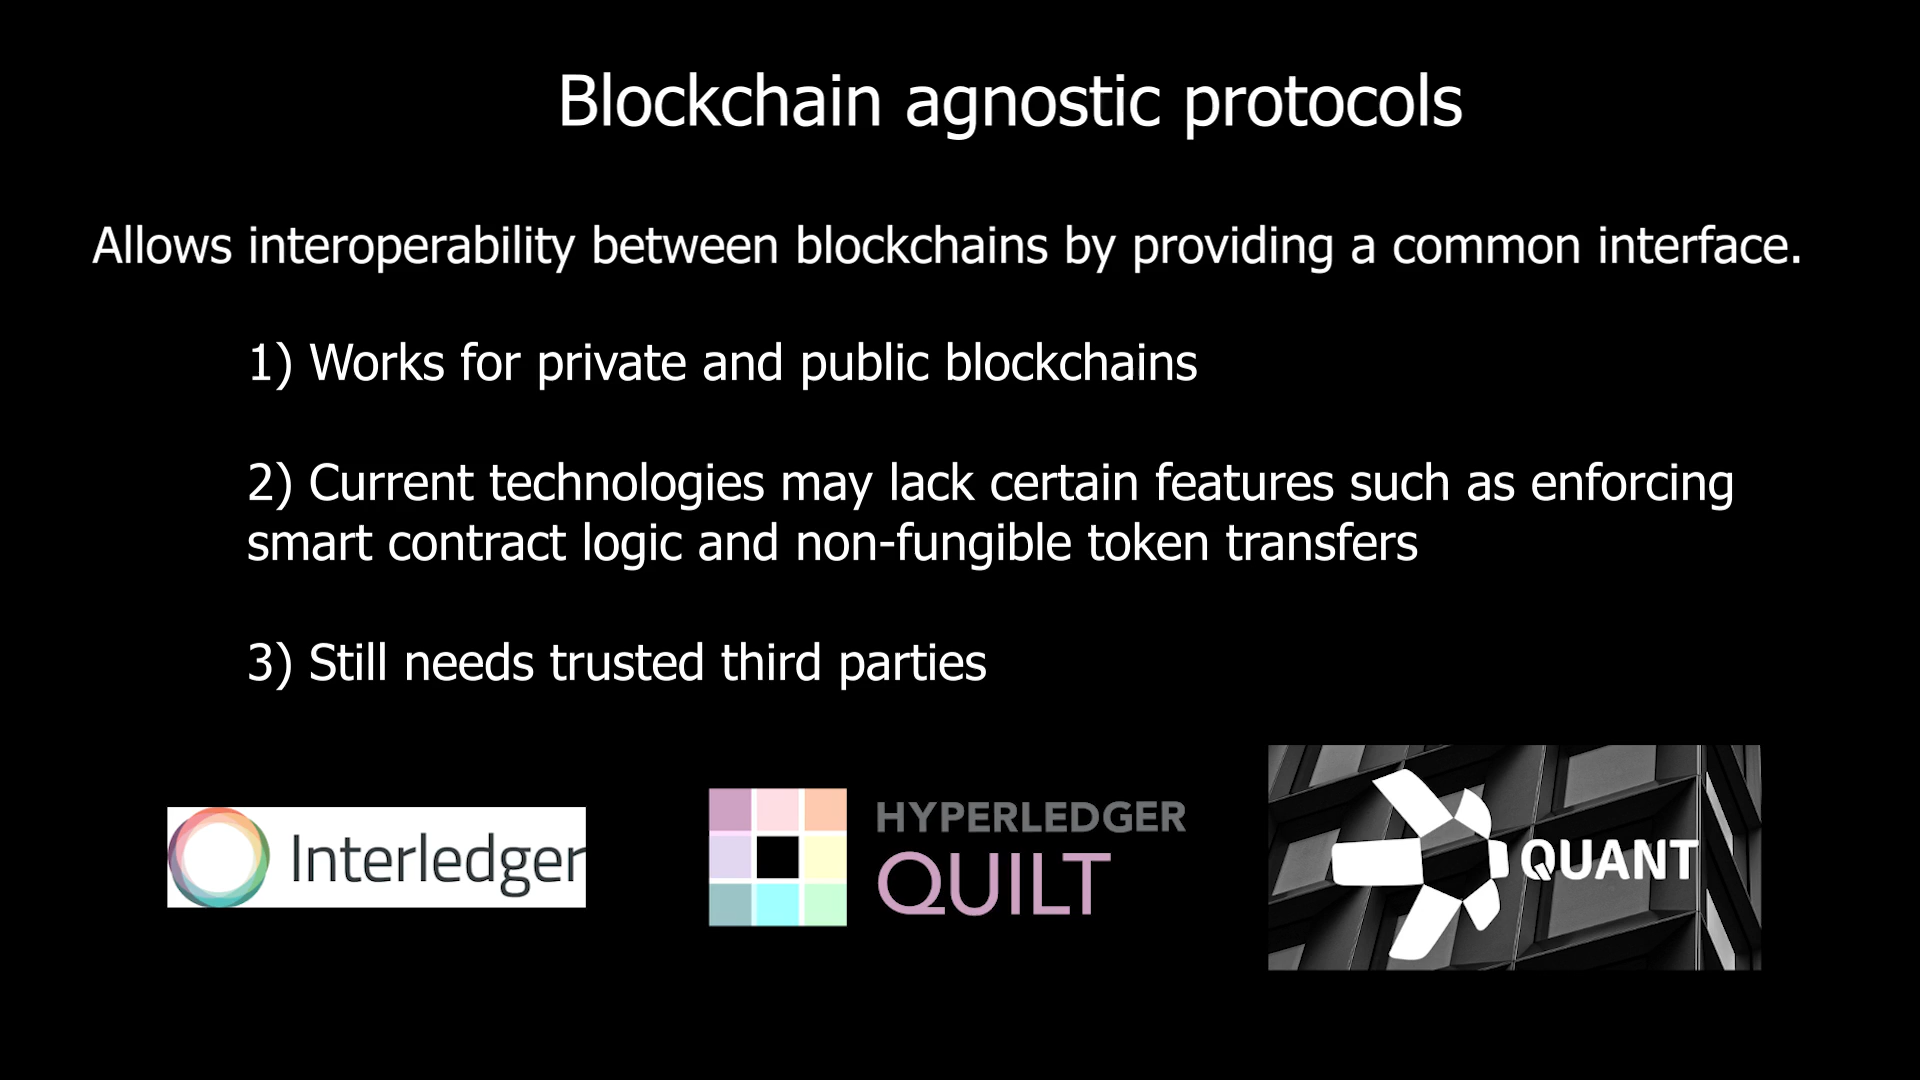 Blockchain agnostic protocols
Allows interoperability between blockchains by providing a common interface.
1) Works for private and public blockchains
2) Current technologies may lack certain features such as enforcing
smart contract logic and non-fungible token transfers
3) Still needs trusted third parties
Interledger
HYPERLEDGER
QUILT
QUANT